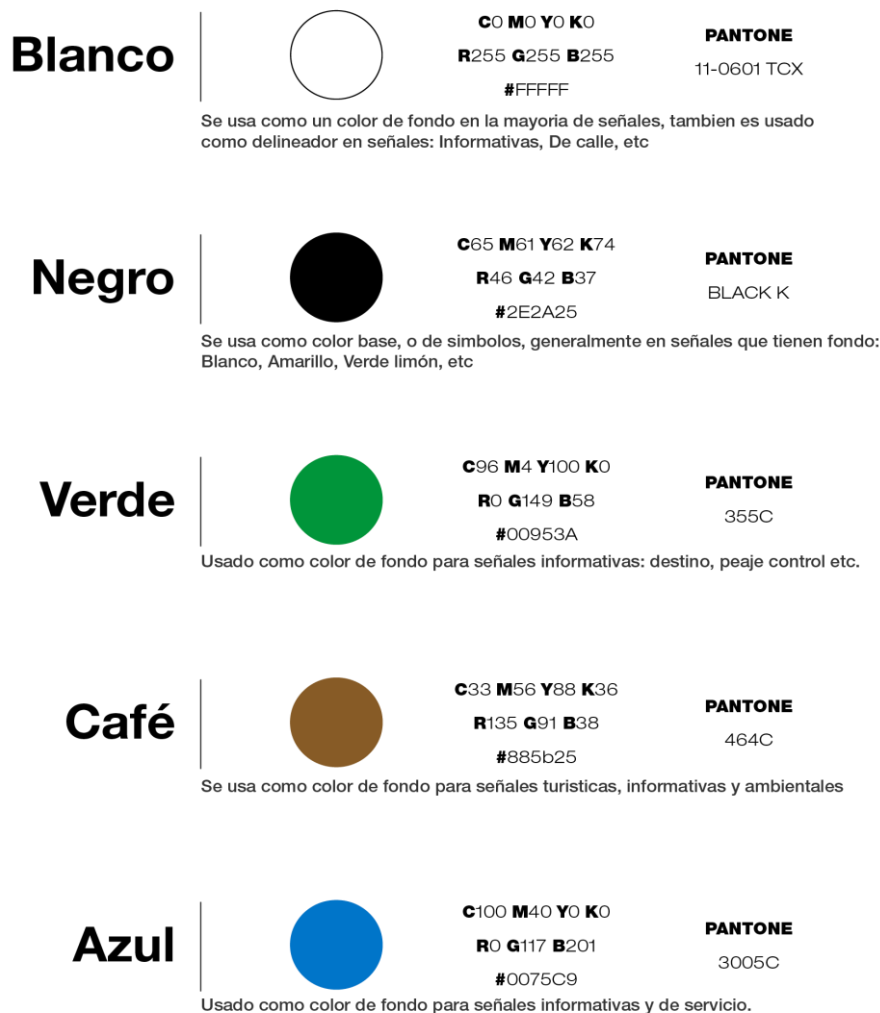 Blanco
C0 M0 Y0 K0
R255 G255 B255
#FFFFF
PANTONE
11-0601 TCX
Se usa como un color de fondo en la mayoria de señales, tambien es usado
como delineador en señales: Informativas, De calle, etc
Negro
C65 M61 Y62 K74
R46 G42 B37
#2E2A25
PANTONE
BLACK K
Se usa como color base, o de simbolos, generalmente en señales que tienen fondo:
Blanco, Amarillo, Verde limón, etc
Verde
C96 M4 Y100 K0
R0 G149 B58
#00953A
PANTONE
355C
Usado como color de fondo para señales informativas: destino, peaje control etc.
Café
C33 M56 Y88 K36
R135 G91 B38
#885b25
PANTONE
464C
Se usa como color de fondo para señales turisticas, informativas y ambientales
Azul
C100 M40 Y0 K0
R0 G117 B201
#0075C9
PANTONE
3005C
Usado como color de fondo para señales informativas y de servicio.